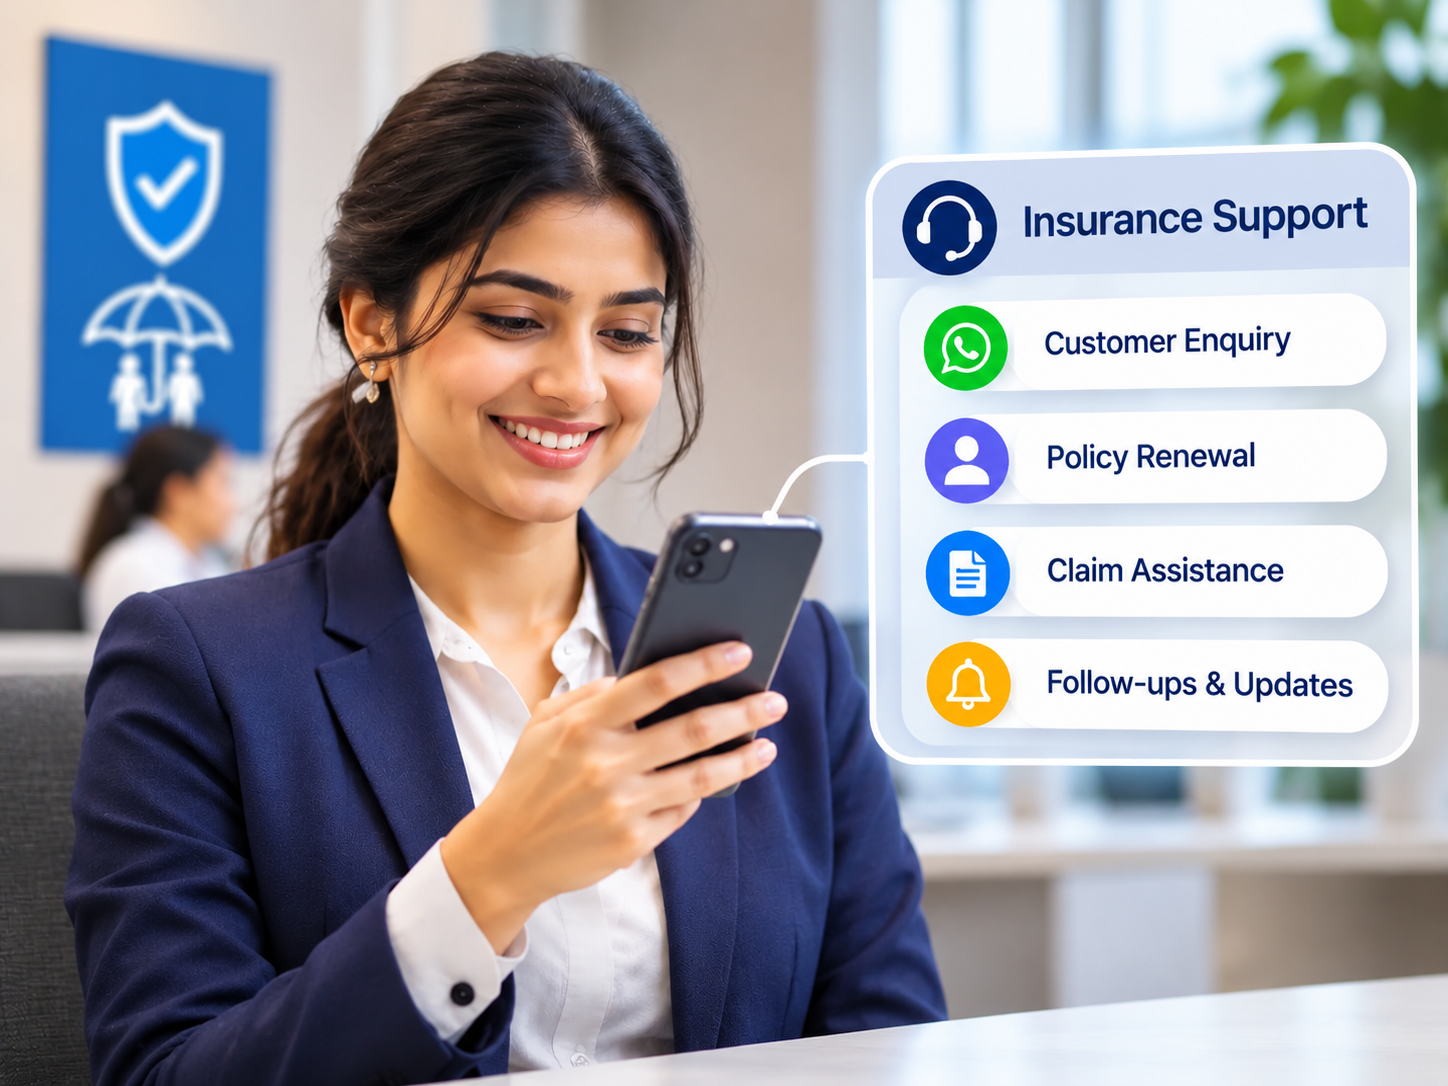 Insurance Support
Customer Enquiry
Policy Renewal
Claim Assistance
Follow-ups & Updates